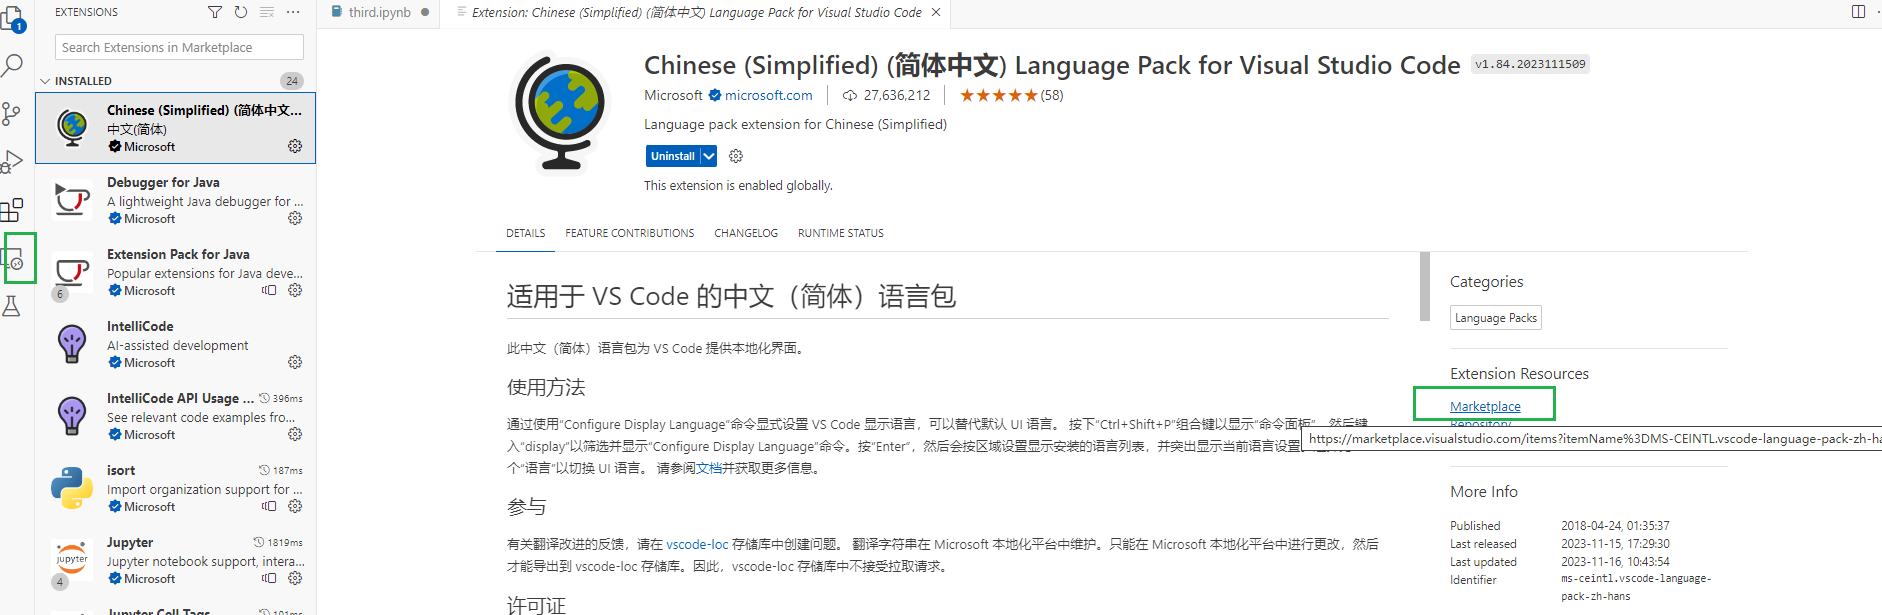 EXTENSIONS
Search Extensions in Marketplace
INSTALLED 24
Chinese (Simplified) (简体中文...
中文(简体)
Microsoft
Debugger for Java
A lightweight Java debugger for ...
Microsoft
Extension Pack for Java
Popular extensions for Java deve...
Microsoft
6
IntelliCode
AI-assisted development
Microsoft
IntelliCode API Usage ... 396ms
See relevant code examples fro...
Microsoft
isort 187ms
Import organization support for ...
Microsoft
Jupyter 1819ms
Jupyter notebook support, intera...
Microsoft
jupyter
4
Jupyter Cell Tags 101ms
1
third.ipynb
Extension: Chinese (Simplified) (简体中文) Language Pack for Visual Studio Code
Chinese (Simplified) (简体中文) Language Pack for Visual Studio Code v1.84.2023111509
Microsoft microsoft.com 27,636,212 (58)
Language pack extension for Chinese (Simplified)
Uninstall
This extension is enabled globally.
DETAILS FEATURE CONTRIBUTIONS CHANGELOG RUNTIME STATUS
适用于 VS Code 的中文（简体）语言包
此中文（简体）语言包为 VS Code 提供本地化界面。
使用方法
通过使用“Configure Display Language”命令显式设置 VS Code 显示语言，可以替代默认 UI 语言。 按下“Ctrl+Shift+P”组合键以显示“命令面板”，然后键
入“display”以筛选并显示“Configure Display Language”命令。按“Enter”，然后会按区域设置显示安装的语言列表，并突出显示当前语言设置。
个“语言”以切换 UI 语言。 请参阅文档并获取更多信息。
参与
有关翻译改进的反馈，请在 vscode-loc 存储库中创建问题。 翻译字符串在 Microsoft 本地化平台中维护。只能在 Microsoft 本地化平台中进行更改，然后
才能导出到 vscode-loc 存储库。因此，vscode-loc 存储库中不接受拉取请求。
许可证
Categories
Language Packs
Extension Resources
Marketplace
Repository
https://marketplace.visualstudio.com/items?itemName%3DMS-CEINTL.vscode-language-pack-zh-ha
More Info
Published 2018-04-24, 01:35:37
Last released 2023-11-15, 17:29:30
Last updated 2023-11-16, 10:43:54
Identifier ms-ceintl.vscode-language-
pack-zh-hans